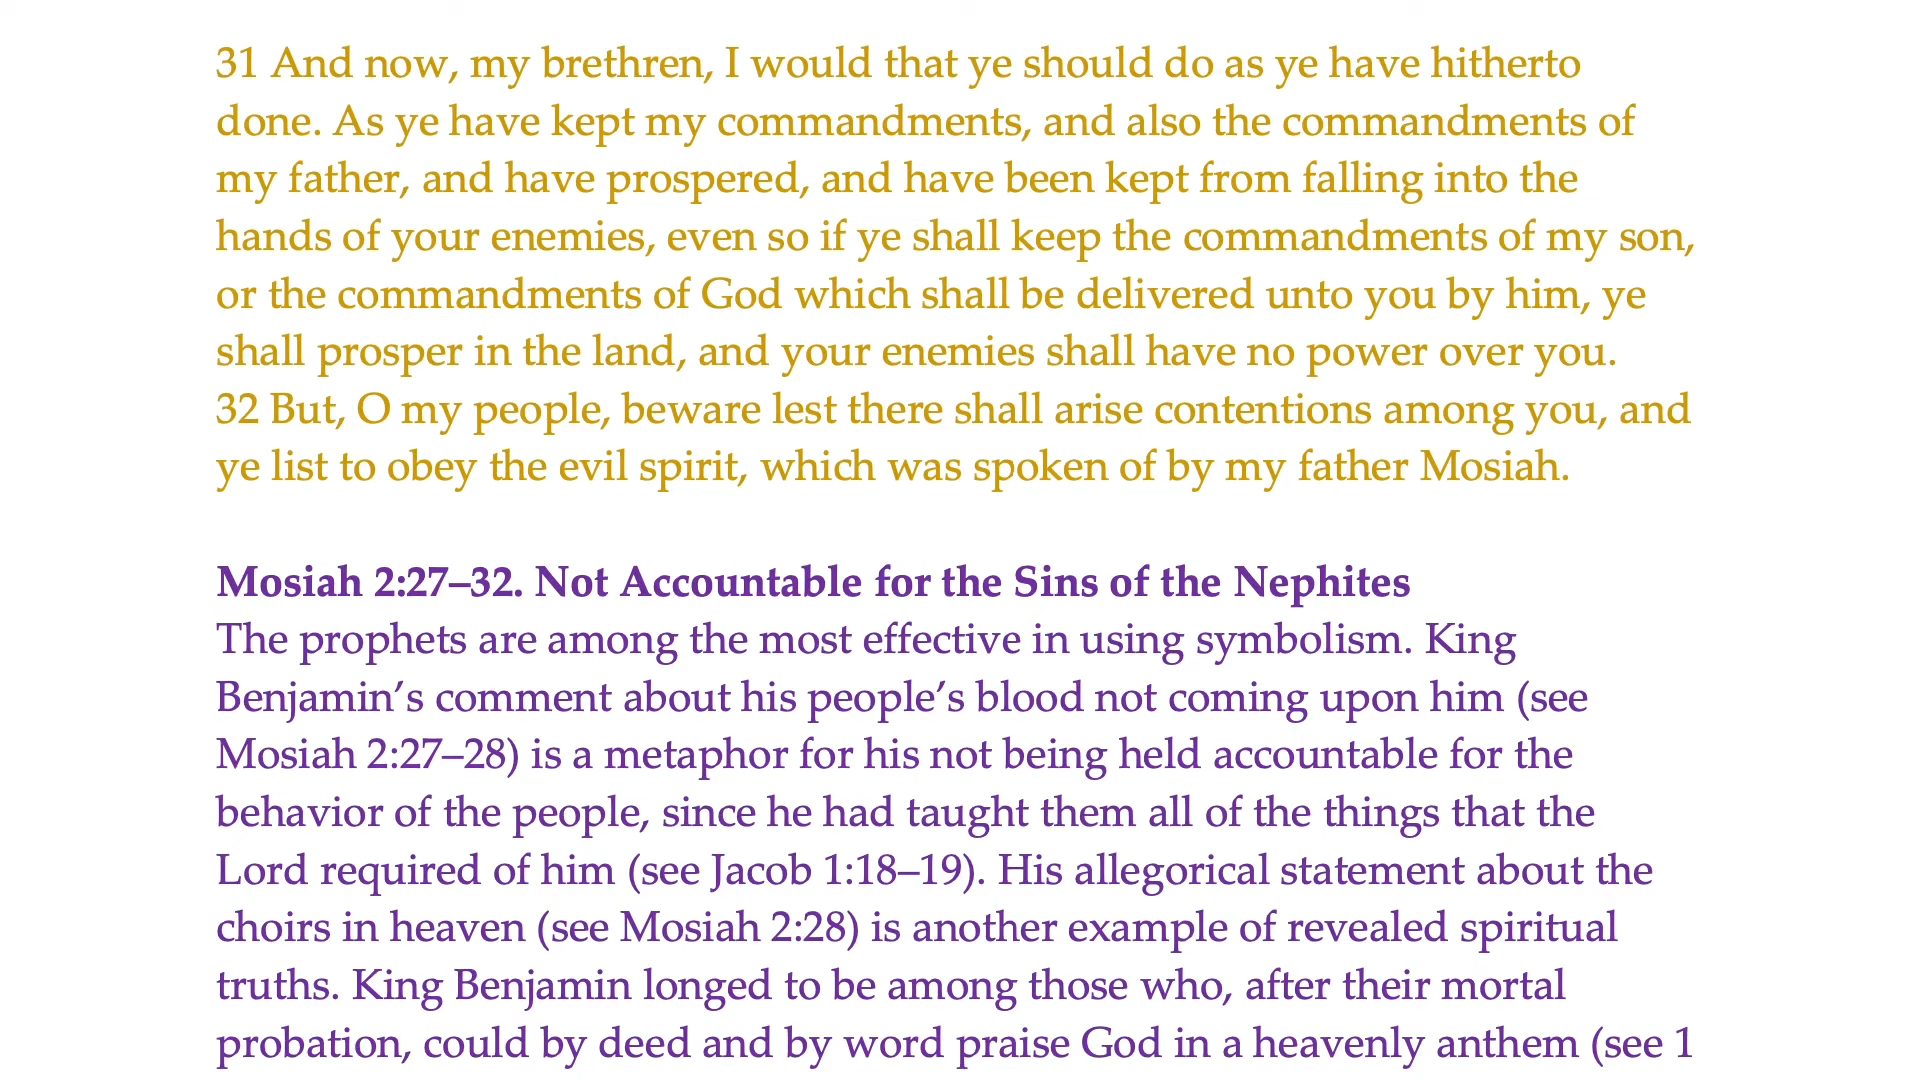 31 And now, my brethren, I would that ye should do as ye have hitherto
done. As ye have kept my commandments, and also the commandments of
my father, and have prospered, and have been kept from falling into the
hands of your enemies, even so if ye shall keep the commandments of my son,
or the commandments of God which shall be delivered unto you by him, ye
shall prosper in the land, and your enemies shall have no power over you.
32 But, O my people, beware lest there shall arise contentions among you, and
ye list to obey the evil spirit, which was spoken of by my father Mosiah.
Mosiah 2:27–32. Not Accountable for the Sins of the Nephites
The prophets are among the most effective in using symbolism. King
Benjamin’s comment about his people’s blood not coming upon him (see
Mosiah 2:27–28) is a metaphor for his not being held accountable for the
behavior of the people, since he had taught them all of the things that the
Lord required of him (see Jacob 1:18–19). His allegorical statement about the
choirs in heaven (see Mosiah 2:28) is another example of revealed spiritual
truths. King Benjamin longed to be among those who, after their mortal
probation, could by deed and by word praise God in a heavenly anthem (see 1